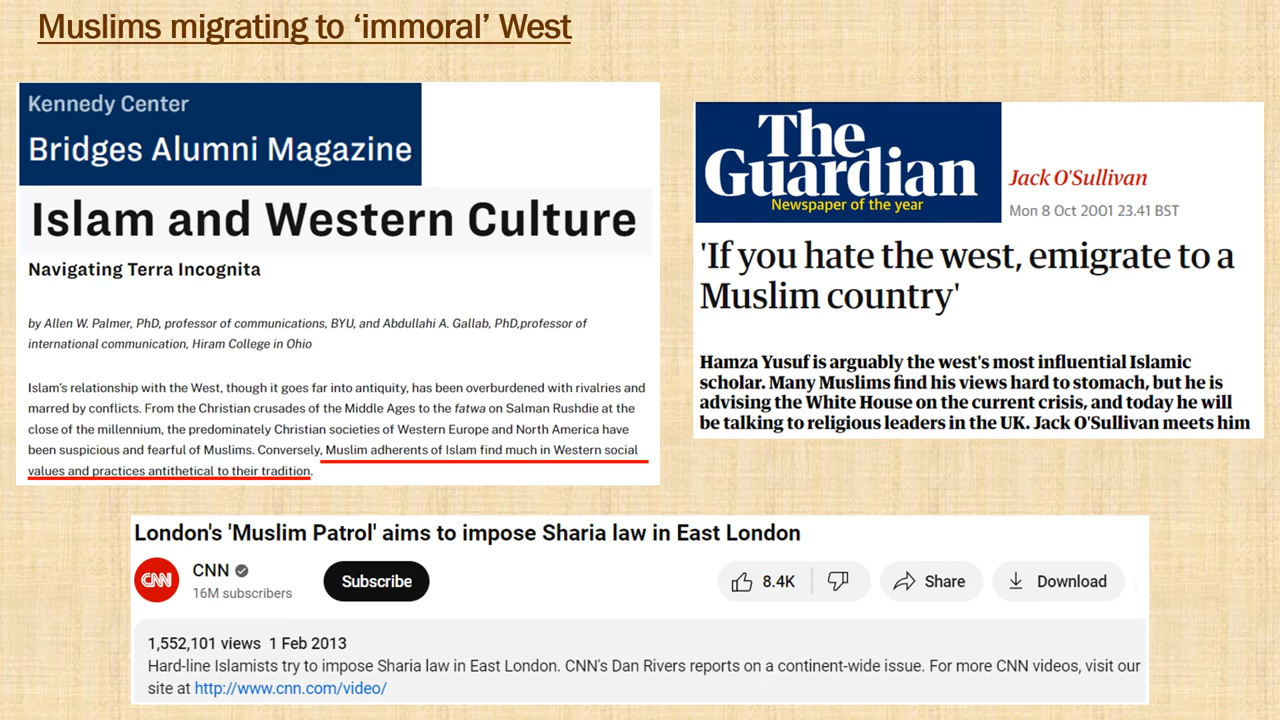 Muslims migrating to ‘immoral’ West
Kennedy Center
Bridges Alumni Magazine
Islam and Western Culture
Navigating Terra Incognita
by Allen W. Palmer, PhD, professor of communications, BYU, and Abdullahi A. Gallab, PhD,professor of
international communication, Hiram College in Ohio
Islam's relationship with the West, though it goes far into antiquity, has been overburdened with rivalries and
marred by conflicts. From the Christian crusades of the Middle Ages to the fatwa on Salman Rushdie at the
close of the millennium, the predominately Christian societies of Western Europe and North America have
been suspicious and fearful of Muslims. Conversely, Muslim adherents of Islam find much in Western social
values and practices antithetical to their tradition.
The
Guardian
Newspaper of the year
Jack O'Sullivan
Mon 8 Oct 2001 23.41 BST
'If you hate the west, emigrate to a
Muslim country'
Hamza Yusuf is arguably the west's most influential Islamic
scholar. Many Muslims find his views hard to stomach, but he is
advising the White House on the current crisis, and today he will
be talking to religious leaders in the UK. Jack O'Sullivan meets him
London's 'Muslim Patrol' aims to impose Sharia law in East London
CNN
CNN
16M subscribers
Subscribe
8.4K
Share
Download
1,552,101 views 1 Feb 2013
Hard-line Islamists try to impose Sharia law in East London. CNN's Dan Rivers reports on a continent-wide issue. For more CNN videos, visit our
site at http://www.cnn.com/video/